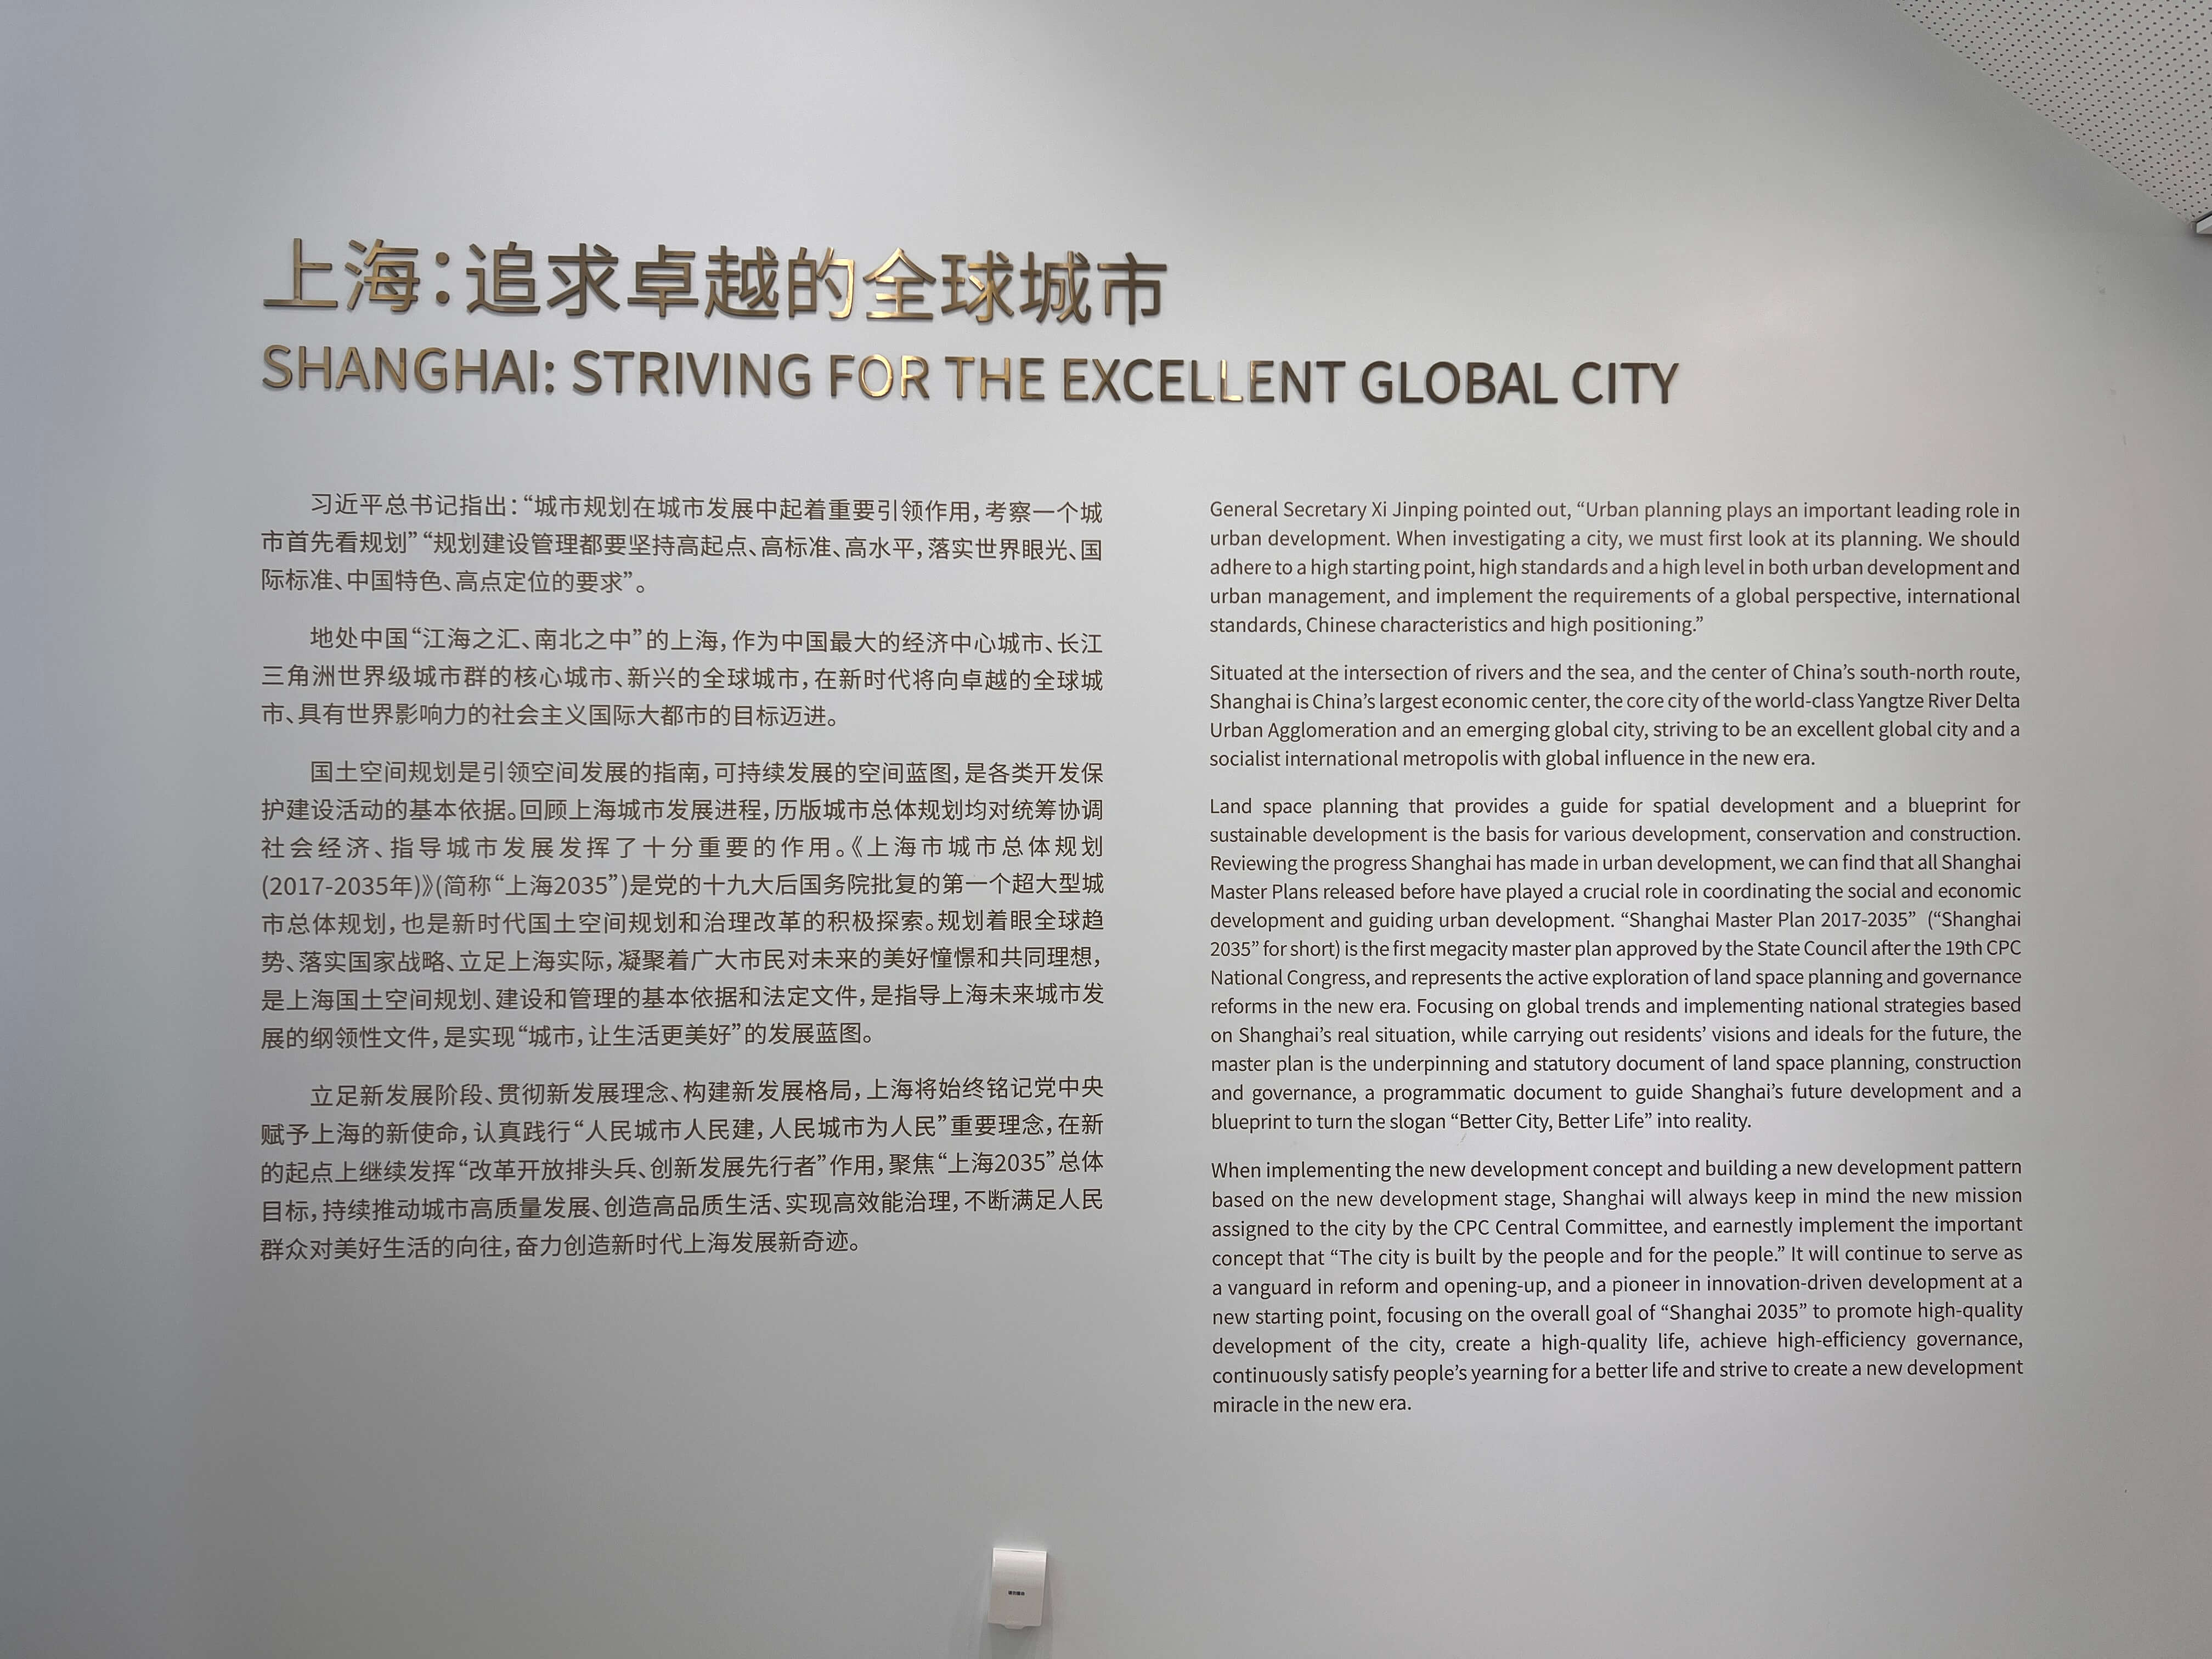 上海：追求卓越的全球城市
SHANGHAI: STRIVING FOR THE EXCELLENT GLOBAL CITY
习近平总书记指出：“城市规划在城市发展中起着重要引领作用，考察一个城
市首先看规划”“规划建设管理都要坚持高起点、高标准、高水平，落实世界眼光、国
际标准、中国特色、高点定位的要求”。
地处中国“江海之汇、南北之中”的上海，作为中国最大的经济中心城市、长江
三角洲世界级城市群的核心城市、新兴的全球城市，在新时代将向卓越的全球城
市、具有世界影响力的社会主义国际大都市的目标迈进。
国土空间规划是引领空间发展的指南，可持续发展的空间蓝图，是各类开发保
护建设活动的基本依据。回顾上海城市发展进程，历版城市总体规划均对统筹协调
社会经济、指导城市发展发挥了十分重要的作用。《上海市城市总体规划
(2017-2035年)》(简称“上海2035”)是党的十九大后国务院批复的第一个超大型城
市总体规划，也是新时代国土空间规划和治理改革的积极探索。规划着眼全球趋
势、落实国家战略、立足上海实际，凝聚着广大市民对未来的美好憧憬和共同理想，
是上海国土空间规划、建设和管理的基本依据和法定文件，是指导上海未来城市发
展的纲领性文件，是实现“城市，让生活更美好”的发展蓝图。
立足新发展阶段、贯彻新发展理念、构建新发展格局，上海将始终铭记党中央
赋予上海的新使命，认真践行“人民城市人民建，人民城市为人民”重要理念，在新
的起点上继续发挥“改革开放排头兵、创新发展先行者”作用，聚焦“上海2035”总体
目标，持续推动城市高质量发展、创造高品质生活、实现高效能治理，不断满足人民
群众对美好生活的向往，奋力创造新时代上海发展新奇迹。
General Secretary Xi Jinping pointed out, “Urban planning plays an important leading role in
urban development. When investigating a city, we must first look at its planning. We should
adhere to a high starting point, high standards and a high level in both urban development and
urban management, and implement the requirements of a global perspective, international
standards, Chinese characteristics and high positioning.”
Situated at the intersection of rivers and the sea, and the center of China’s south-north route,
Shanghai is China’s largest economic center, the core city of the world-class Yangtze River Delta
Urban Agglomeration and an emerging global city, striving to be an excellent global city and a
socialist international metropolis with global influence in the new era.
Land space planning that provides a guide for spatial development and a blueprint for
sustainable development is the basis for various development, conservation and construction.
Reviewing the progress Shanghai has made in urban development, we can find that all Shanghai
Master Plans released before have played a crucial role in coordinating the social and economic
development and guiding urban development. “Shanghai Master Plan 2017-2035” (“Shanghai
2035” for short) is the first megacity master plan approved by the State Council after the 19th CPC
National Congress, and represents the active exploration of land space planning and governance
reforms in the new era. Focusing on global trends and implementing national strategies based
on Shanghai’s real situation, while carrying out residents’ visions and ideals for the future, the
master plan is the underpinning and statutory document of land space planning, construction
and governance, a programmatic document to guide Shanghai’s future development and a
blueprint to turn the slogan “Better City, Better Life” into reality.
When implementing the new development concept and building a new development pattern
based on the new development stage, Shanghai will always keep in mind the new mission
assigned to the city by the CPC Central Committee, and earnestly implement the important
concept that “The city is built by the people and for the people.” It will continue to serve as
a vanguard in reform and opening-up, and a pioneer in innovation-driven development at a
new starting point, focusing on the overall goal of “Shanghai 2035” to promote high-quality
development of the city, create a high-quality life, achieve high-efficiency governance,
continuously satisfy people’s yearning for a better life and strive to create a new development
miracle in the new era.